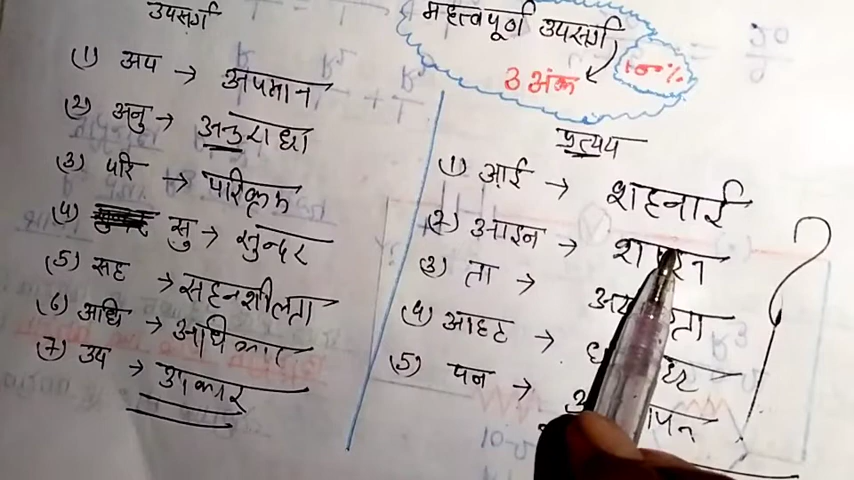 उपसर्ग
(1) अप → अपमान
(2) अनु → अनुराधा
(3) परि → परिक्रम
(4) सु → सुन्दर
(5) सह → सहनशीलता
(6) अधि → अधिकार
(7) उप → उपकार
महत्वपूर्ण उपसर्ग
3 अंक
100%
प्रत्यय
(1) आई → शहनाई
(2) आइन →
(3) ता →
(4) आहट →
(5) पन →